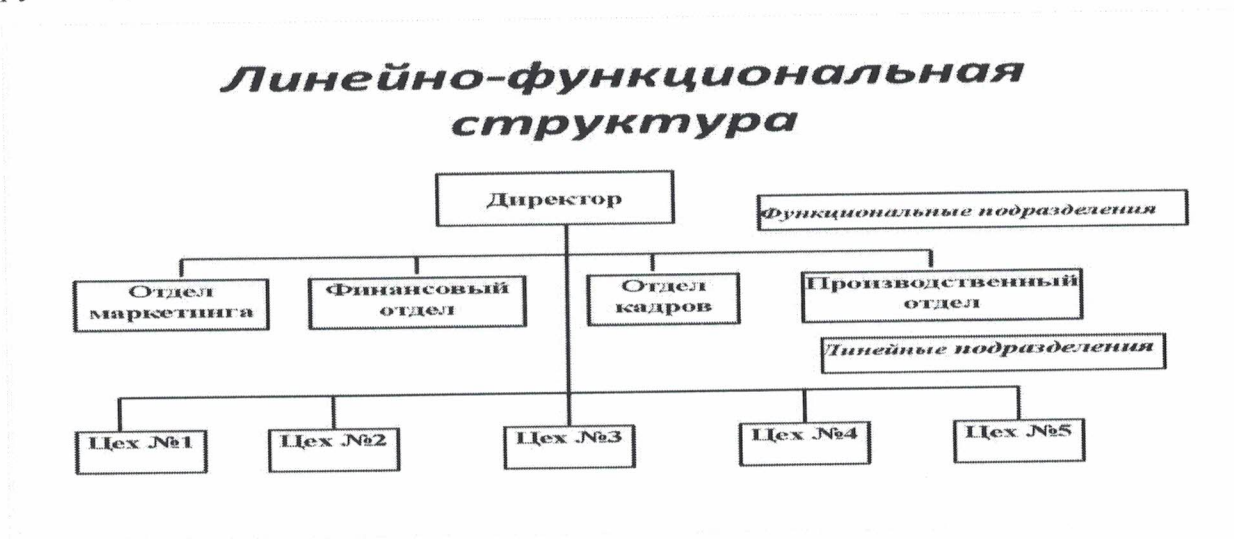 Линейно-функциональная
структура
Директор
Функциональные подразделения
Отдел
маркетинга
Финансовый
отдел
Отдел
кадров
Производственный
отдел
Линейные подразделения
Цех №1
Цех №2
Цех №3
Цех №4
Цех №5